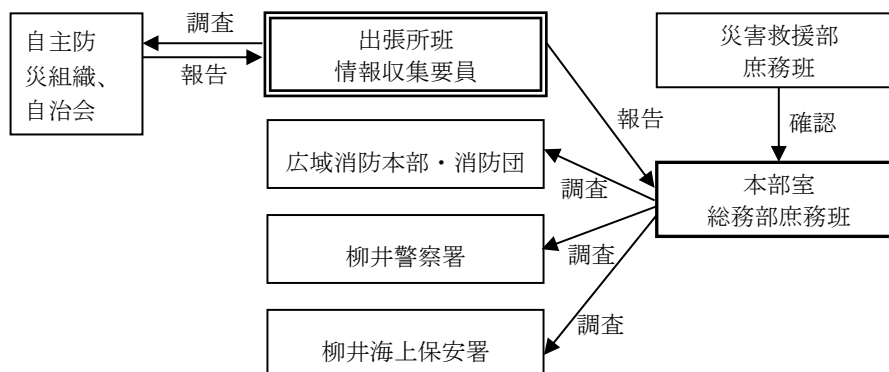 調査
報告
自主防
災組織、
自治会
出張所班
情報収集要員
災害救援部
庶務班
報告
確認
広域消防本部・消防団
調査
本部室
総務部庶務班
柳井警察署
調査
柳井海上保安署
調査